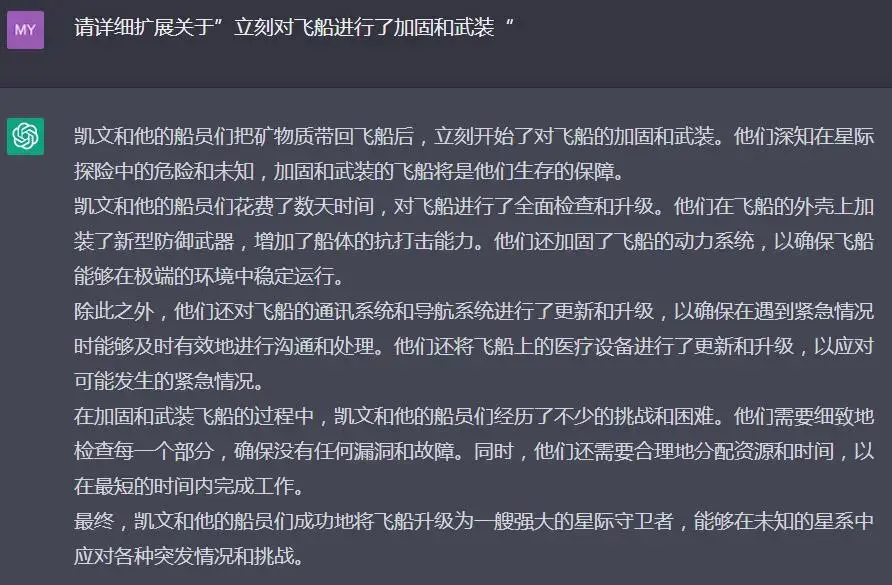 MY
请详细扩展关于”立刻对飞船进行了加固和武装“
凯文和他的船员们把矿物质带回飞船后，立刻开始了对飞船的加固和武装。他们深知在星际
探险中的危险和未知，加固和武装的飞船将是他们生存的保障。
凯文和他的船员们花费了数天时间，对飞船进行了全面检查和升级。他们在飞船的外壳上加
装了新型防御武器，增加了船体的抗打击能力。他们还加固了飞船的动力系统，以确保飞船
能够在极端的环境中稳定运行。
除此之外，他们还对飞船的通讯系统和导航系统进行了更新和升级，以确保在遇到紧急情况
时能够及时有效地进行沟通和处理。他们还将飞船上的医疗设备进行了更新和升级，以应对
可能发生的紧急情况。
在加固和武装飞船的过程中，凯文和他的船员们经历了不少的挑战和困难。他们需要细致地
检查每一个部分，确保没有任何漏洞和故障。同时，他们还需要合理地分配资源和时间，以
在最短的时间内完成工作。
最终，凯文和他的船员们成功地将飞船升级为一艘强大的星际守卫者，能够在未知的星系中
应对各种突发情况和挑战。